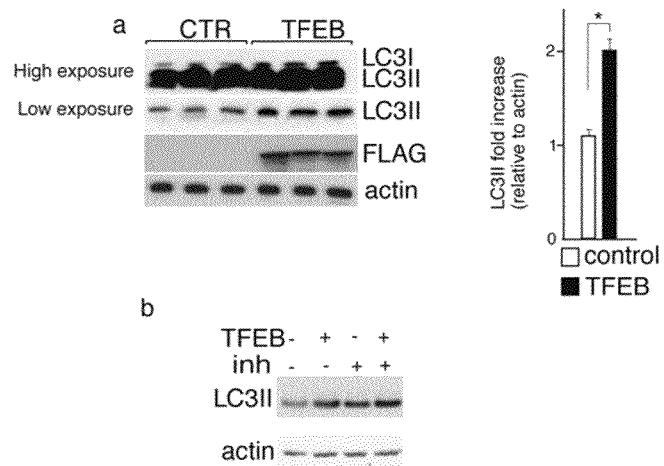 a
CTR TFEB
High exposure
LC3I
LC3II
Low exposure
LC3II
FLAG
actin
LC3II fold increase
(relative to actin)
2
1
0
*
control
TFEB
b
TFEB - + - +
inh - - + +
LC3II
actin